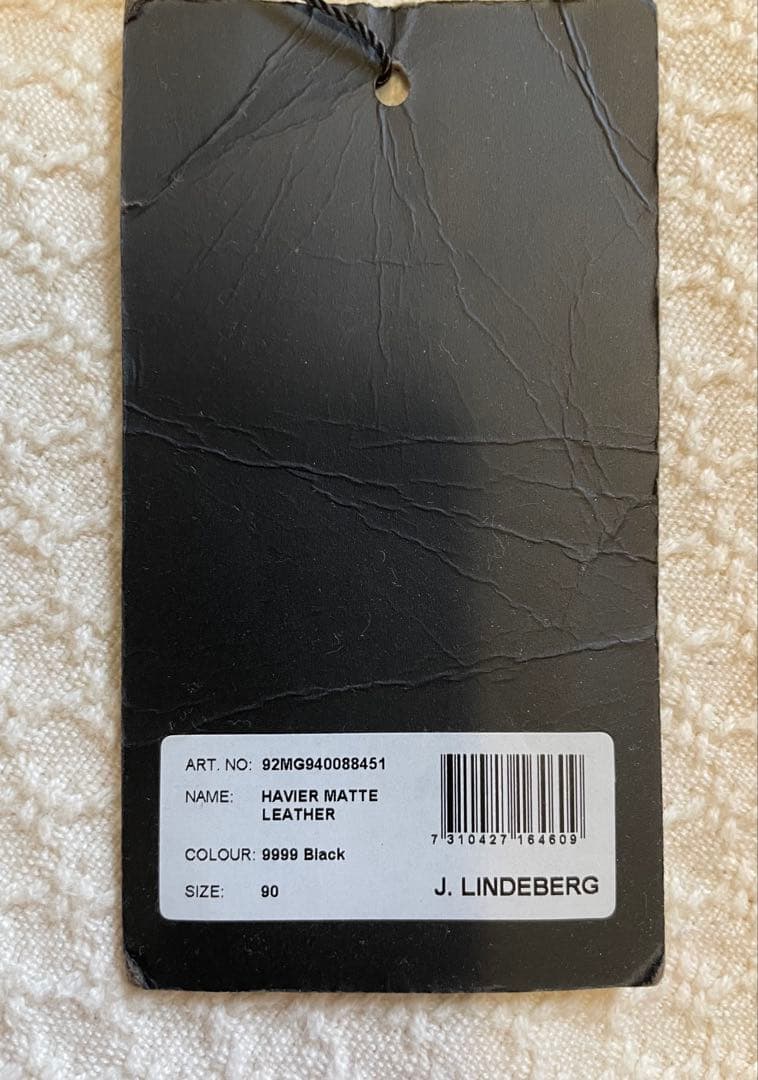 ART. NO: 92MG940088451
NAME: HAVIER MATTE
LEATHER
COLOUR: 9999 Black
SIZE: 90
7 310427 164609
J. LINDEBERG